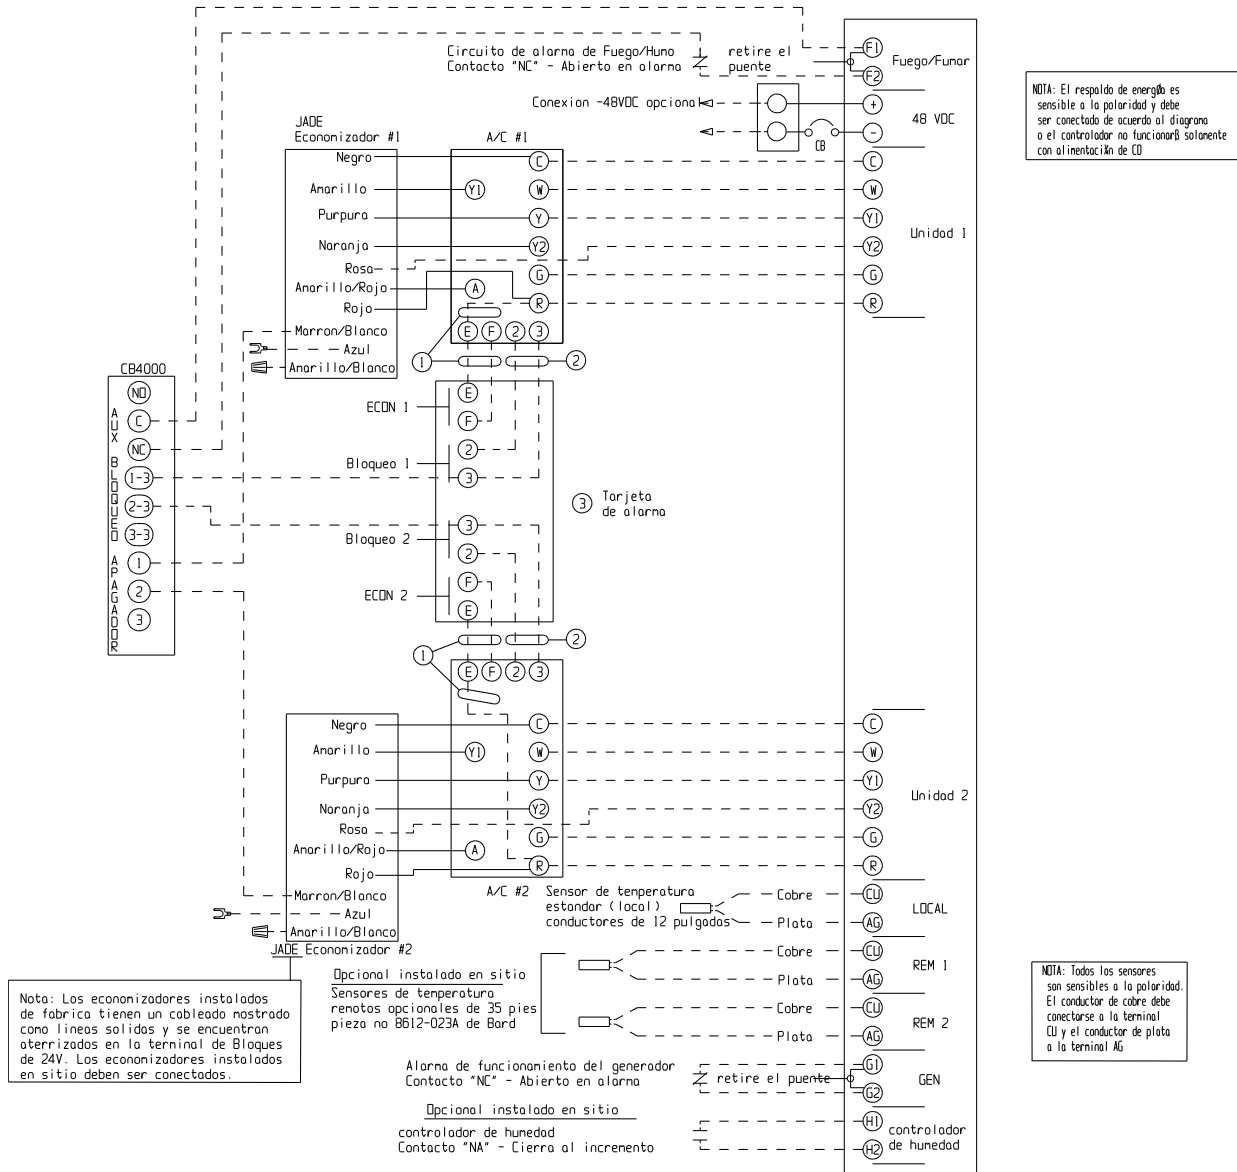 Circuito de alarma de Fuego/Humo
Contacto "NC" - Abierto en alarma
retire el
puente
F1
F2
Fuego/Fumar
Conexion -48VDC opcional
+
-
48 VDC
CB
NOTA: El respaldo de energØa es
sensible a la polaridad y debe
ser conectado de acuerdo al diagrama
o el controlador no funcionarß solamente
con alimentaciXn de CD
JADE
Economizador #1
A/C #1
Negro
Amarillo
Purpura
Naranja
Rosa
Amarillo/Rojo
Rojo
Marron/Blanco
Azul
Amarillo/Blanco
C
Y1
W
Y
Y2
G
A
R
E
F
2
3
C
W
Y1
Y2
G
R
Unidad 1
1
2
CB4000
NO
C
NC
1-3
2-3
3-3
1
2
3
AUX BLOQUEO APAGADOR
ECON 1
E
F
Bloqueo 1
2
3
3 Tarjeta
de alarma
Bloqueo 2
3
2
ECON 2
F
E
1
2
E
F
2
3
Negro
Amarillo
Purpura
Naranja
Rosa
Amarillo/Rojo
Rojo
Marron/Blanco
Azul
Amarillo/Blanco
JADE Economizador #2
C
Y1
W
Y
Y2
G
A
R
A/C #2
C
W
Y1
Y2
G
R
Unidad 2
Sensor de temperatura
estandar (local)
conductores de 12 pulgadas
Cobre
Plata
CU
AG
LOCAL
Opcional instalado en sitio
Sensores de temperatura
remotos opcionales de 35 pies
pieza no 8612-023A de Bard
Cobre
Plata
CU
AG
REM 1
Cobre
Plata
CU
AG
REM 2
NOTA: Todos los sensores
son sensibles a la polaridad.
El conductor de cobre debe
conectarse a la terminal
CU y el conductor de plata
a la terminal AG
Nota: Los economizadores instalados
de fabrica tienen un cableado mostrado
como lineas solidas y se encuentran
aterrizados en la terminal de Bloques
de 24V. Los economizadores instalados
en sitio deben ser conectados.
Alarma de funcionamiento del generador
Contacto "NC" - Abierto en alarma
retire el puente
G1
G2
GEN
Opcional instalado en sitio
controlador de humedad
Contacto "NA" - Cierra al incremento
H1
H2
controlador
de humedad